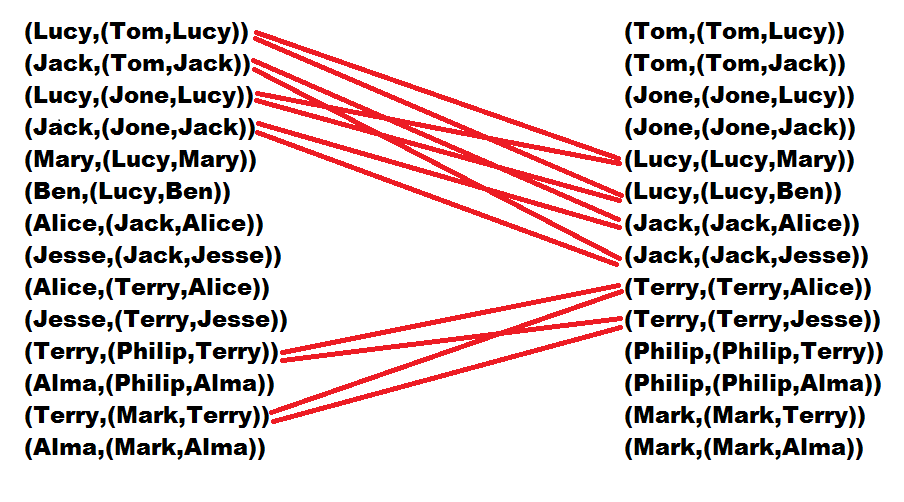 (Lucy,(Tom,Lucy))
(Jack,(Tom,Jack))
(Lucy,(Jone,Lucy))
(Jack,(Jone,Jack))
(Mary,(Lucy,Mary))
(Ben,(Lucy,Ben))
(Alice,(Jack,Alice))
(Jesse,(Jack,Jesse))
(Alice,(Terry,Alice))
(Jesse,(Terry,Jesse))
(Terry,(Philip,Terry))
(Alma,(Philip,Alma))
(Terry,(Mark,Terry))
(Alma,(Mark,Alma))
(Tom,(Tom,Lucy))
(Tom,(Tom,Jack))
(Jone,(Jone,Lucy))
(Jone,(Jone,Jack))
(Lucy,(Lucy,Mary))
(Lucy,(Lucy,Ben))
(Jack,(Jack,Alice))
(Jack,(Jack,Jesse))
(Terry,(Terry,Alice))
(Terry,(Terry,Jesse))
(Philip,(Philip,Terry))
(Philip,(Philip,Alma))
(Mark,(Mark,Terry))
(Mark,(Mark,Alma))